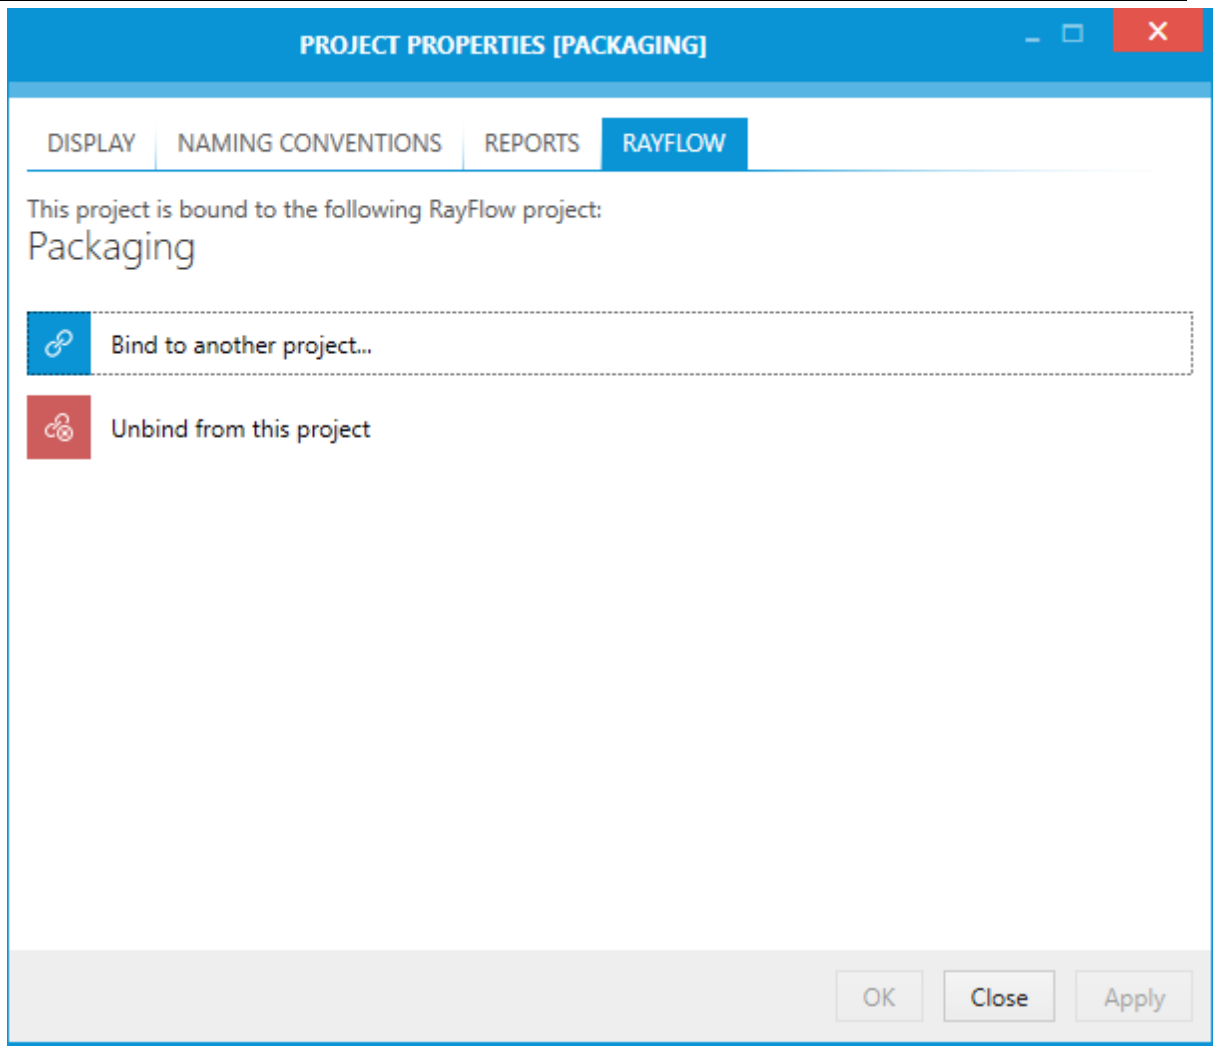 PROJECT PROPERTIES [PACKAGING]
DISPLAY NAMING CONVENTIONS REPORTS RAYFLOW
This project is bound to the following RayFlow project:
Packaging
Bind to another project...
Unbind from this project
OK Close Apply